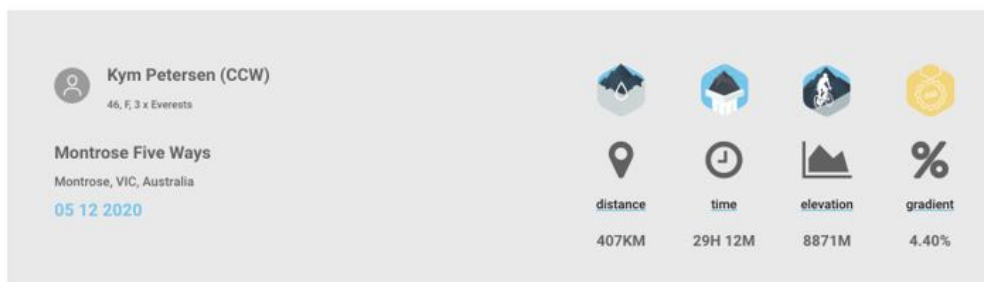 Kym Petersen (CCW)
46, F, 3 x Everests
Montrose Five Ways
Montrose, VIC, Australia
05 12 2020
distance time elevation gradient
407KM 29H 12M 8871M 4.40%